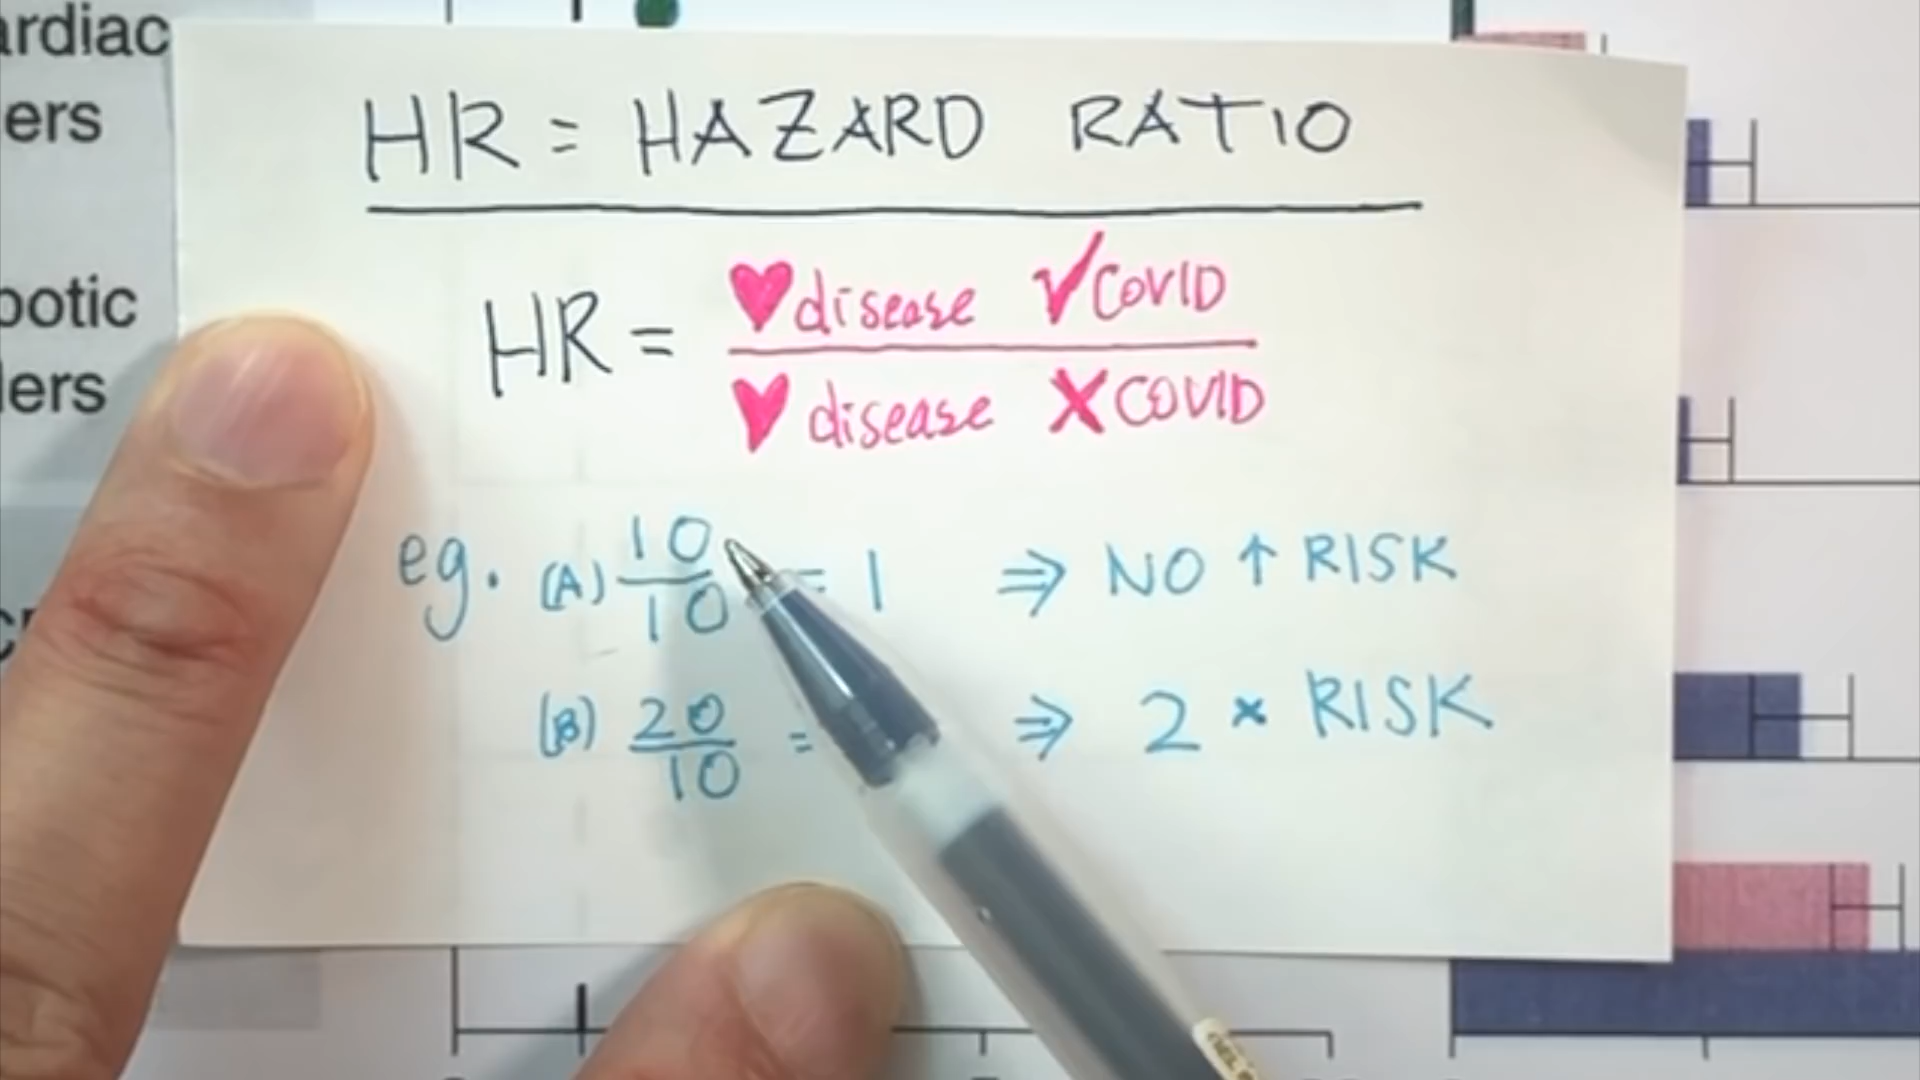 ardiac
ers
HR = HAZARD RATIO
HR = ♥disease ✓COVID
♥ disease ✗COVID
botic
ders
eg. (A) 10/10 = 1 ⇒ NO ↑ RISK
(B) 20/10 = ⇒ 2 × RISK